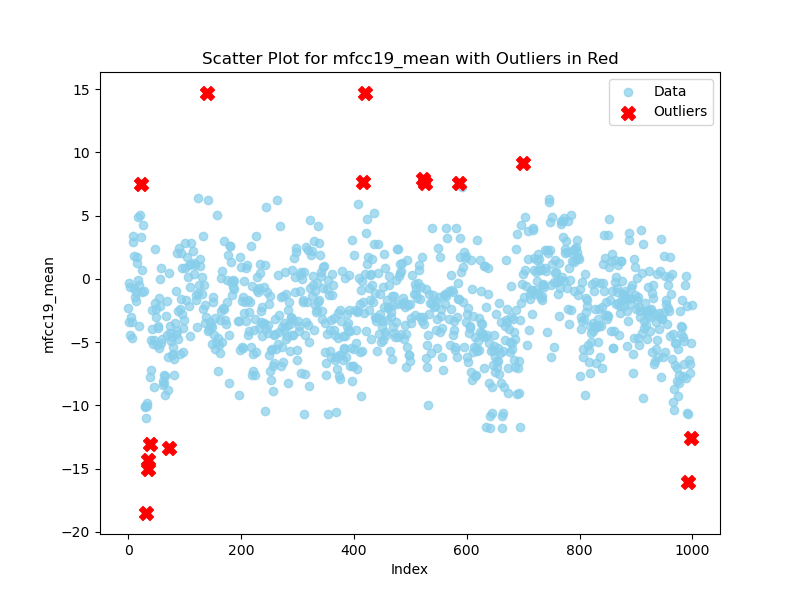 Scatter Plot for mfcc19_mean with Outliers in Red
Data
Outliers
15
10
5
0
−5
−10
−15
−20
mfcc19_mean
0
200
400
600
800
1000
Index